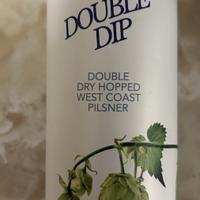 DOUBLE
DIP
DOUBLE
DRY HOPPED
WEST COAST
PILSNER